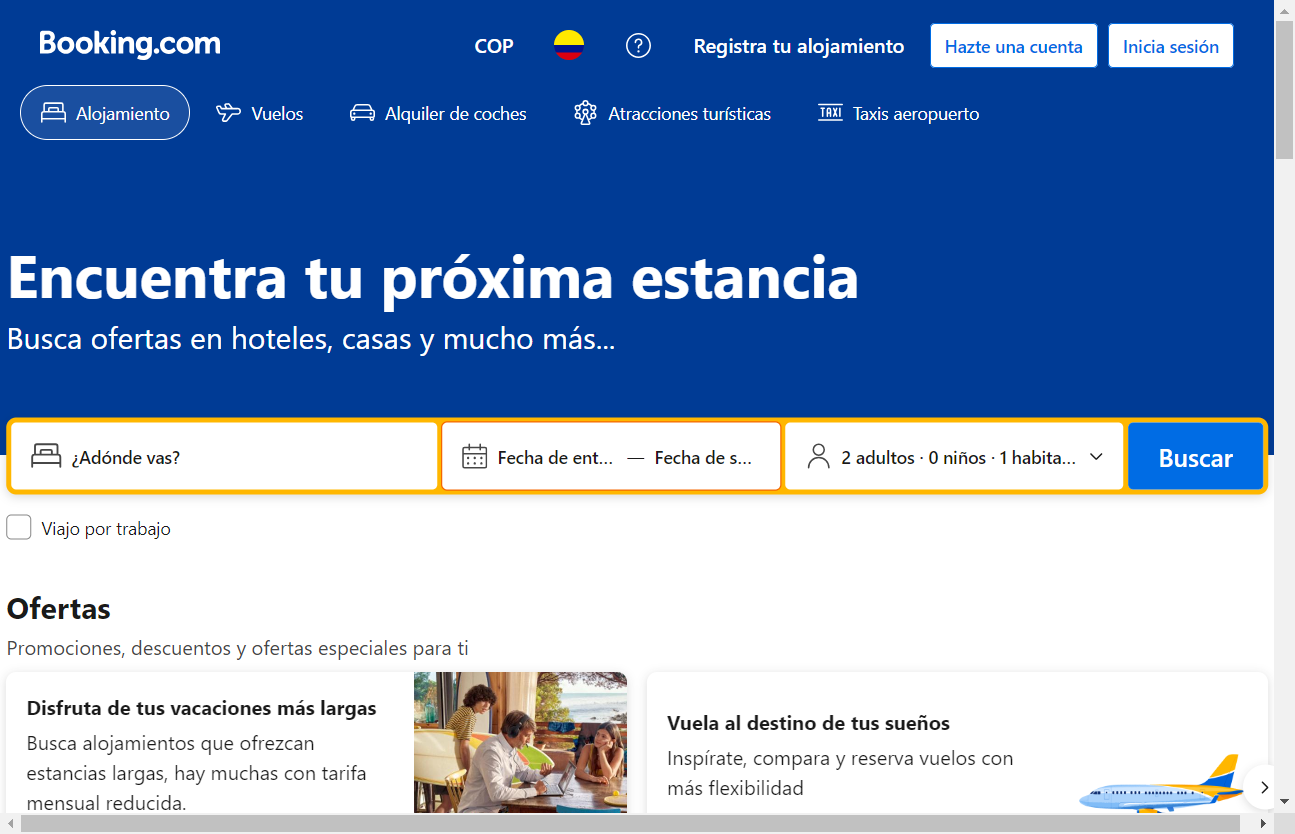 Booking.com
COP
Registra tu alojamiento
Hazte una cuenta
Inicia sesión
Alojamiento
Vuelos
Alquiler de coches
Atracciones turísticas
TAXI
Taxis aeropuerto
Encuentra tu próxima estancia
Busca ofertas en hoteles, casas y mucho más...
¿Adónde vas?
Fecha de ent... — Fecha de s...
2 adultos · 0 niños · 1 habita...
Buscar
Viajo por trabajo
Ofertas
Promociones, descuentos y ofertas especiales para ti
Disfruta de tus vacaciones más largas
Busca alojamientos que ofrezcan
estancias largas, hay muchas con tarifa
mensual reducida.
Vuela al destino de tus sueños
Inspírate, compara y reserva vuelos con
más flexibilidad